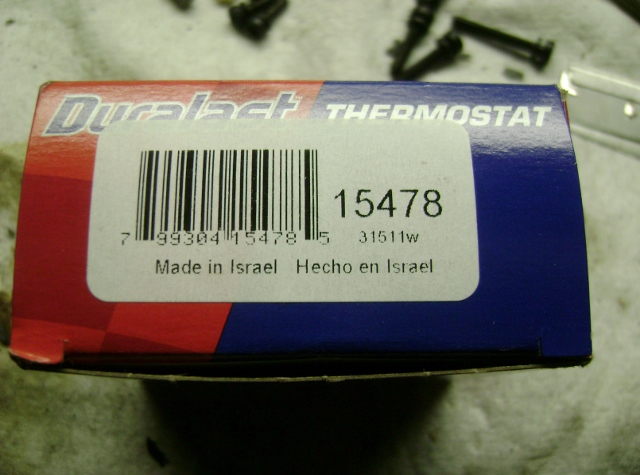 Duralast THERMOSTAT
15478
7 99304 15478 5 31511w
Made in Israel Hecho en Israel